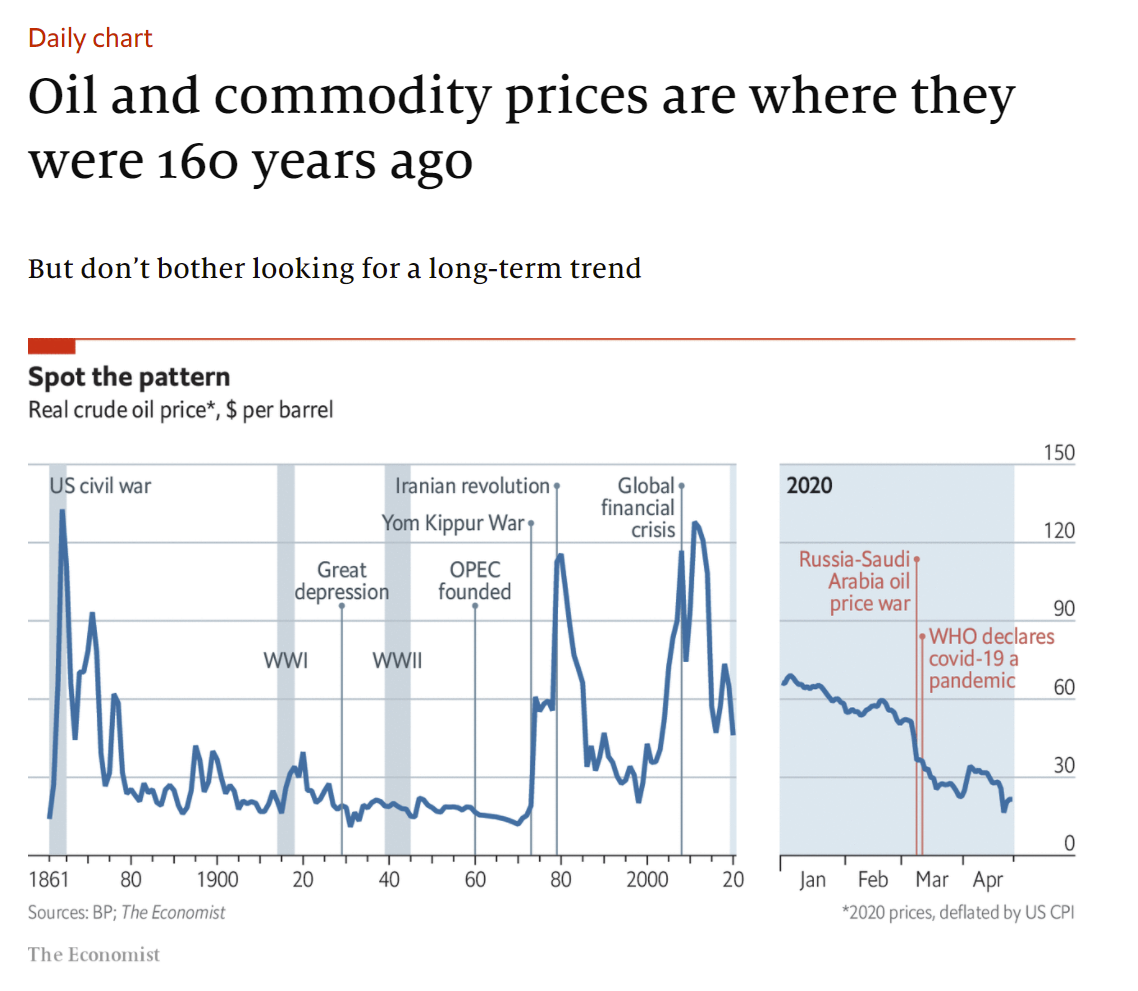 Daily chart
Oil and commodity prices are where they
were 160 years ago
But don't bother looking for a long-term trend
Spot the pattern
Real crude oil price*, $ per barrel
150
120
90
60
30
0
US civil war
Iranian revolution
Yom Kippur War
Global
financial
crisis
Great
depression
OPEC
founded
WWI
WWII
1861 80 1900 20 40 60 80 2000 20
2020
Russia-Saudi
Arabia oil
price war
WHO declares
covid-19 a
pandemic
Jan Feb Mar Apr
Sources: BP; The Economist
*2020 prices, deflated by US CPI
The Economist